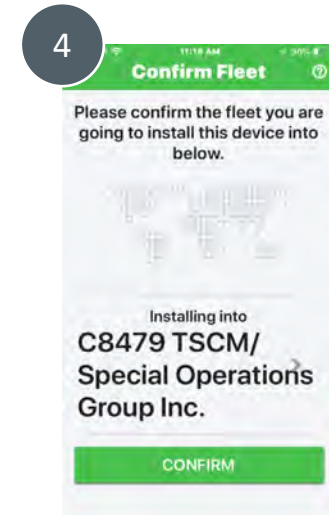 4
11:18 AM
30%
Confirm Fleet
Please confirm the fleet you are
going to install this device into
below.
Installing into
C8479 TSCM/
Special Operations
Group Inc.
CONFIRM